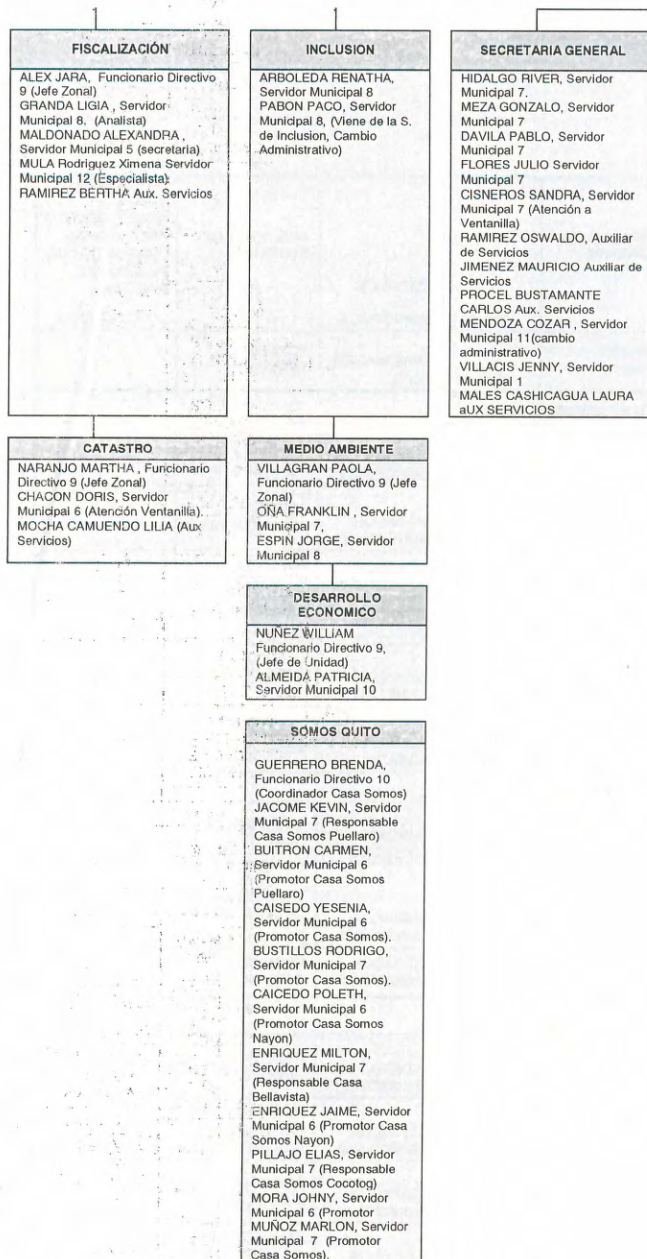 FISCALIZACIÓN
ALEX JARA, Funcionario Directivo
9 (Jefe Zonal)
GRANDA LIGIA , Servidor
Municipal 8. (Analista)
MALDONADO ALEXANDRA ,
Servidor Municipal 5 (secretaria)
MULA Rodriguez Ximena Servidor
Municipal 12 (Especialista)
RAMIREZ BERTHA Aux. Servicios
INCLUSION
ARBOLEDA RENATHA,
Servidor Municipal 8
PABON PACO, Servidor
Municipal 8, (Viene de la S.
de Inclusion, Cambio
Administrativo)
SECRETARIA GENERAL
HIDALGO RIVER, Servidor
Municipal 7.
MEZA GONZALO, Servidor
Municipal 7
DAVILA PABLO, Servidor
Municipal 7
FLORES JULIO Servidor
Municipal 7
CISNEROS SANDRA, Servidor
Municipal 7 (Atención a
Ventanilla)
RAMIREZ OSWALDO, Auxiliar
de Servicios
JIMENEZ MAURICIO Auxiliar de
Servicios
PROCEL BUSTAMANTE
CARLOS Aux. Servicios
MENDOZA COZAR , Servidor
Municipal 11(cambio
administrativo)
VILLACIS JENNY, Servidor
Municipal 1
MALES CASHICAGUA LAURA
aUX SERVICIOS
CATASTRO
NARANJO MARTHA , Funcionario
Directivo 9 (Jefe Zonal)
CHACON DORIS, Servidor
Municipal 6 (Atención Ventanilla).
MOCHA CAMUENDO LILIA (Aux
Servicios)
MEDIO AMBIENTE
VILLAGRAN PAOLA,
Funcionario Directivo 9 (Jefe
Zonal)
OÑA FRANKLIN , Servidor
Municipal 7,
ESPIN JORGE, Servidor
Municipal 8
DESARROLLO
ECONOMICO
NUÑEZ WILLIAM
Funcionario Directivo 9,
(Jefe de Unidad)
ALMEIDA PATRICIA,
Servidor Municipal 10
SOMOS QUITO
GUERRERO BRENDA,
Funcionario Directivo 10
(Coordinador Casa Somos)
JACOME KEVIN, Servidor
Municipal 7 (Responsable
Casa Somos Puellaro)
BUITRON CARMEN,
Servidor Municipal 6
(Promotor Casa Somos
Puellaro)
CAISEDO YESENIA,
Servidor Municipal 6
(Promotor Casa Somos).
BUSTILLOS RODRIGO,
Servidor Municipal 7
(Promotor Casa Somos).
CAICEDO POLETH,
Servidor Municipal 6
(Promotor Casa Somos
Nayon)
ENRIQUEZ MILTON,
Servidor Municipal 7
(Responsable Casa
Bellavista)
ENRIQUEZ JAIME, Servidor
Municipal 6 (Promotor Casa
Somos Nayon)
PILLAJO ELIAS, Servidor
Municipal 7 (Responsable
Casa Somos Cocotog)
MORA JOHNY, Servidor
Municipal 6 (Promotor
MUÑOZ MARLON, Servidor
Municipal 7 (Promotor
Casa Somos).